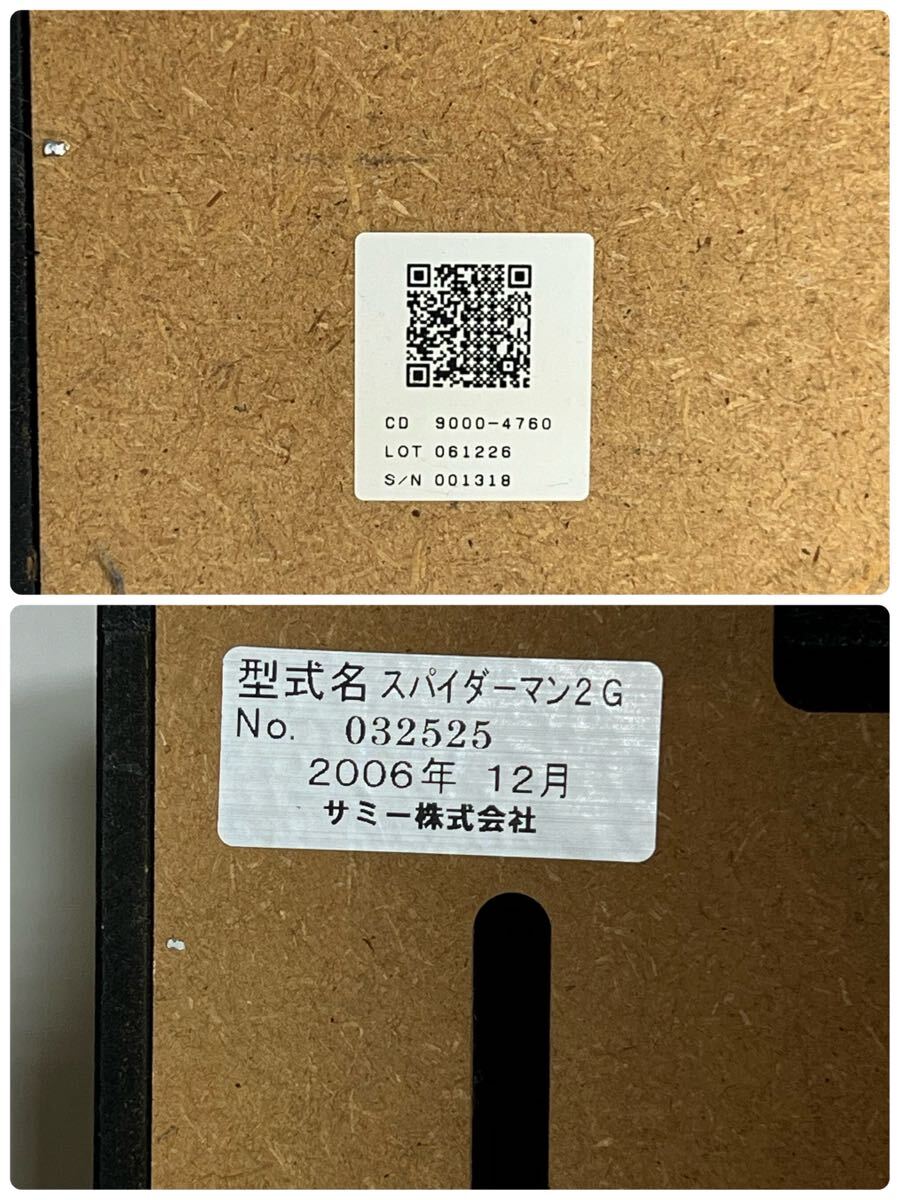 CD 9000-4760
LOT 061226
S/N 001318
型式名 スパイダーマン2G
No. 032525
2006年 12月
サミー株式会社